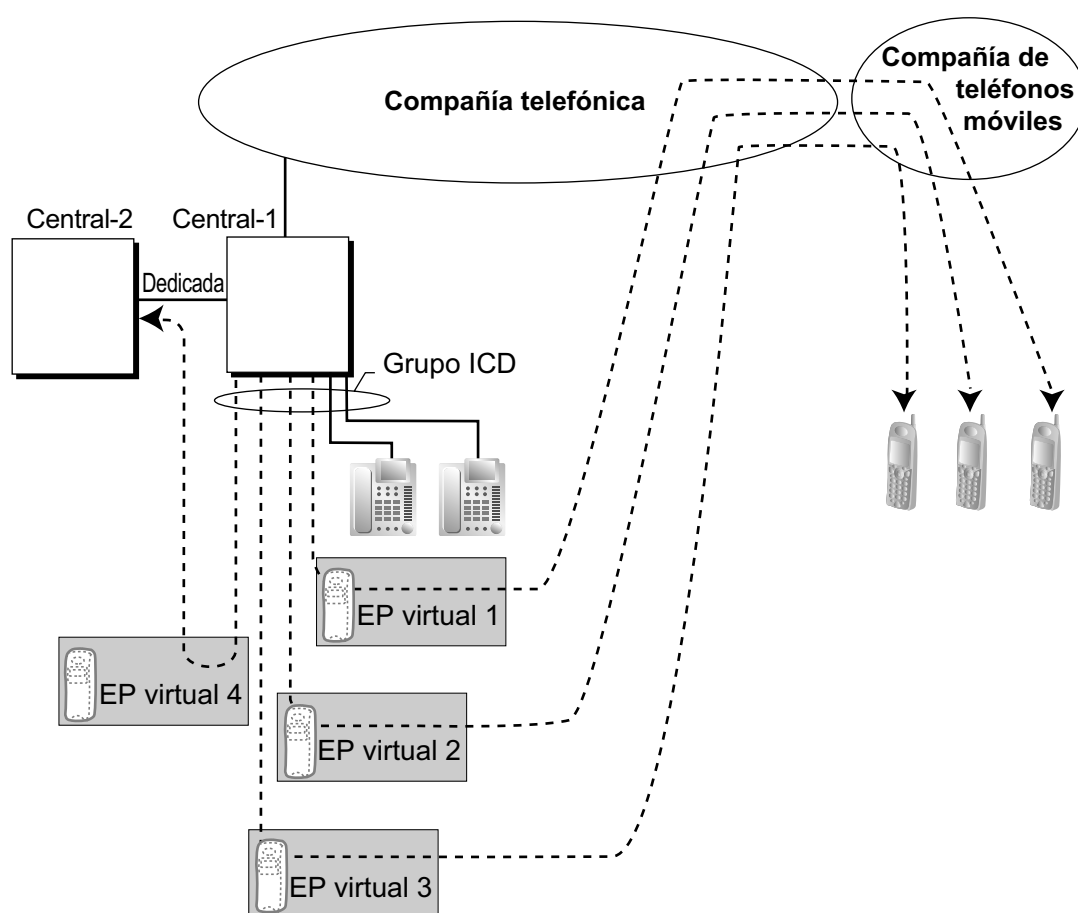 Compañía telefónica
Compañía de
teléfonos
móviles
Central-2
Central-1
Dedicada
Grupo ICD
EP virtual 1
EP virtual 4
EP virtual 2
EP virtual 3